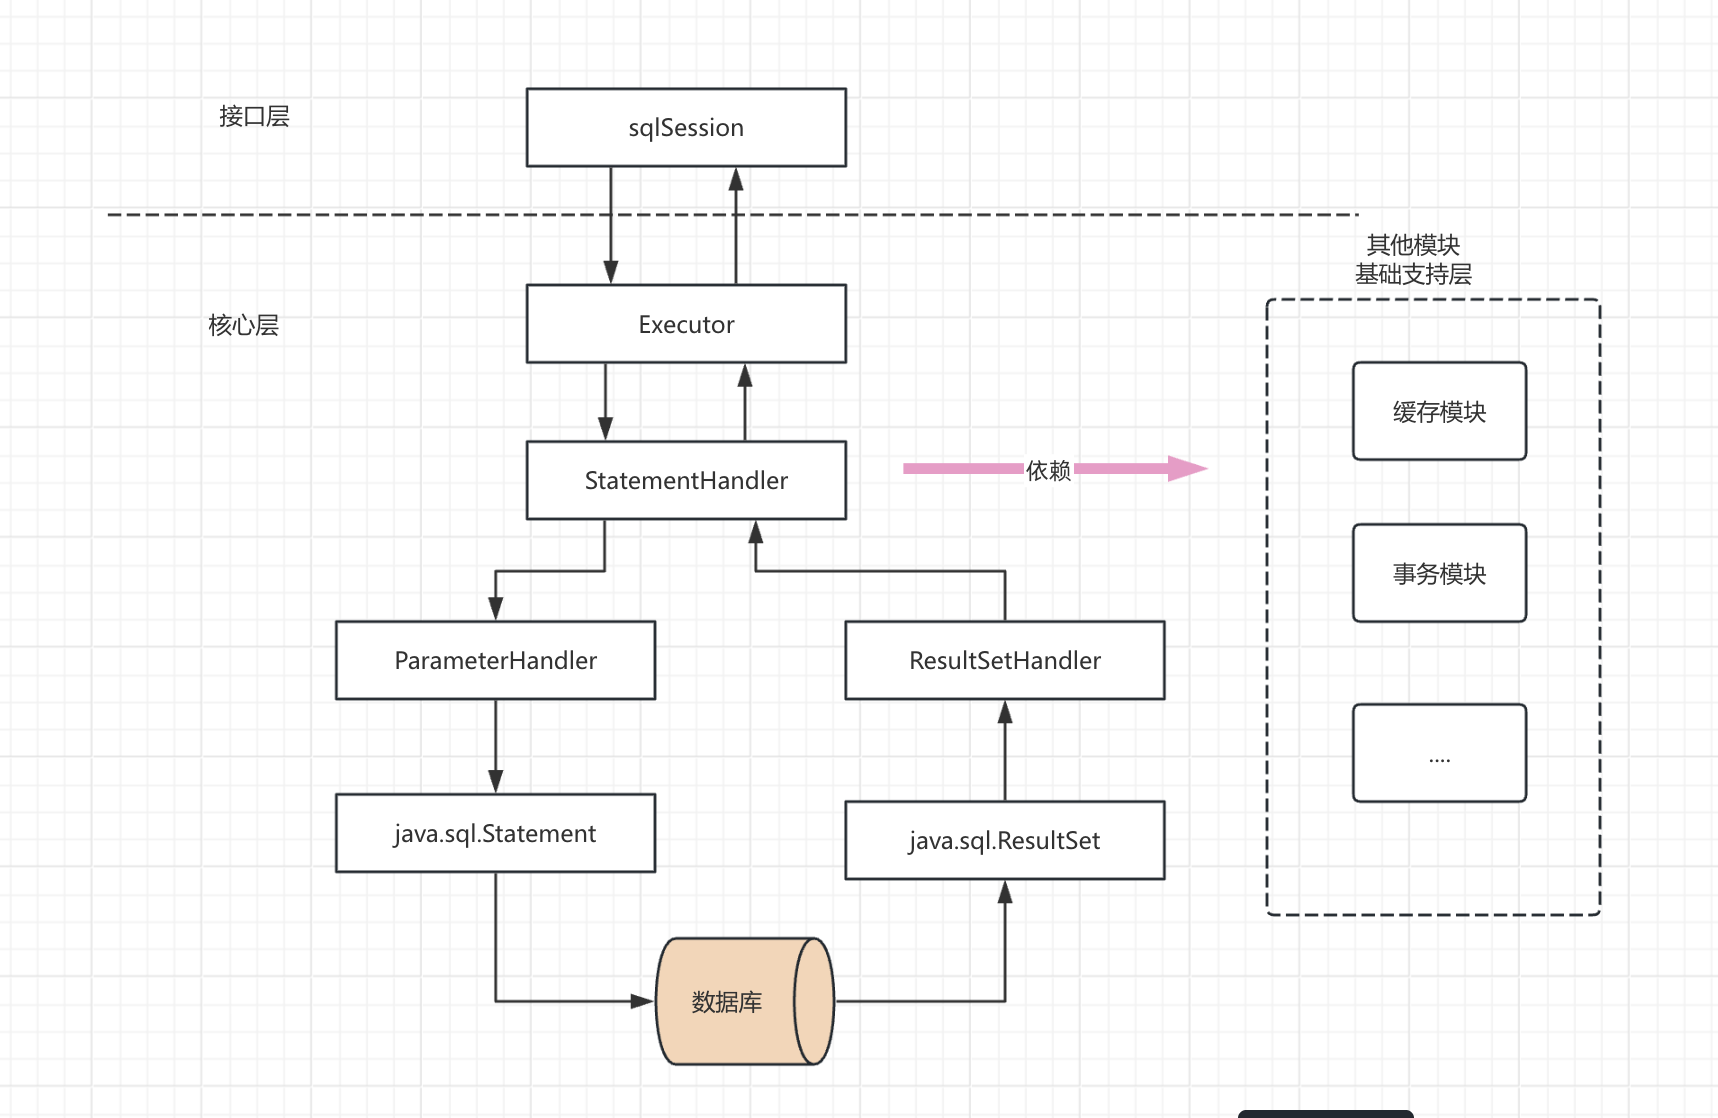 接口层
sqlSession
其他模块
基础支持层
核心层
Executor
缓存模块
StatementHandler
依赖
事务模块
ParameterHandler
ResultSetHandler
....
java.sql.Statement
java.sql.ResultSet
数据库